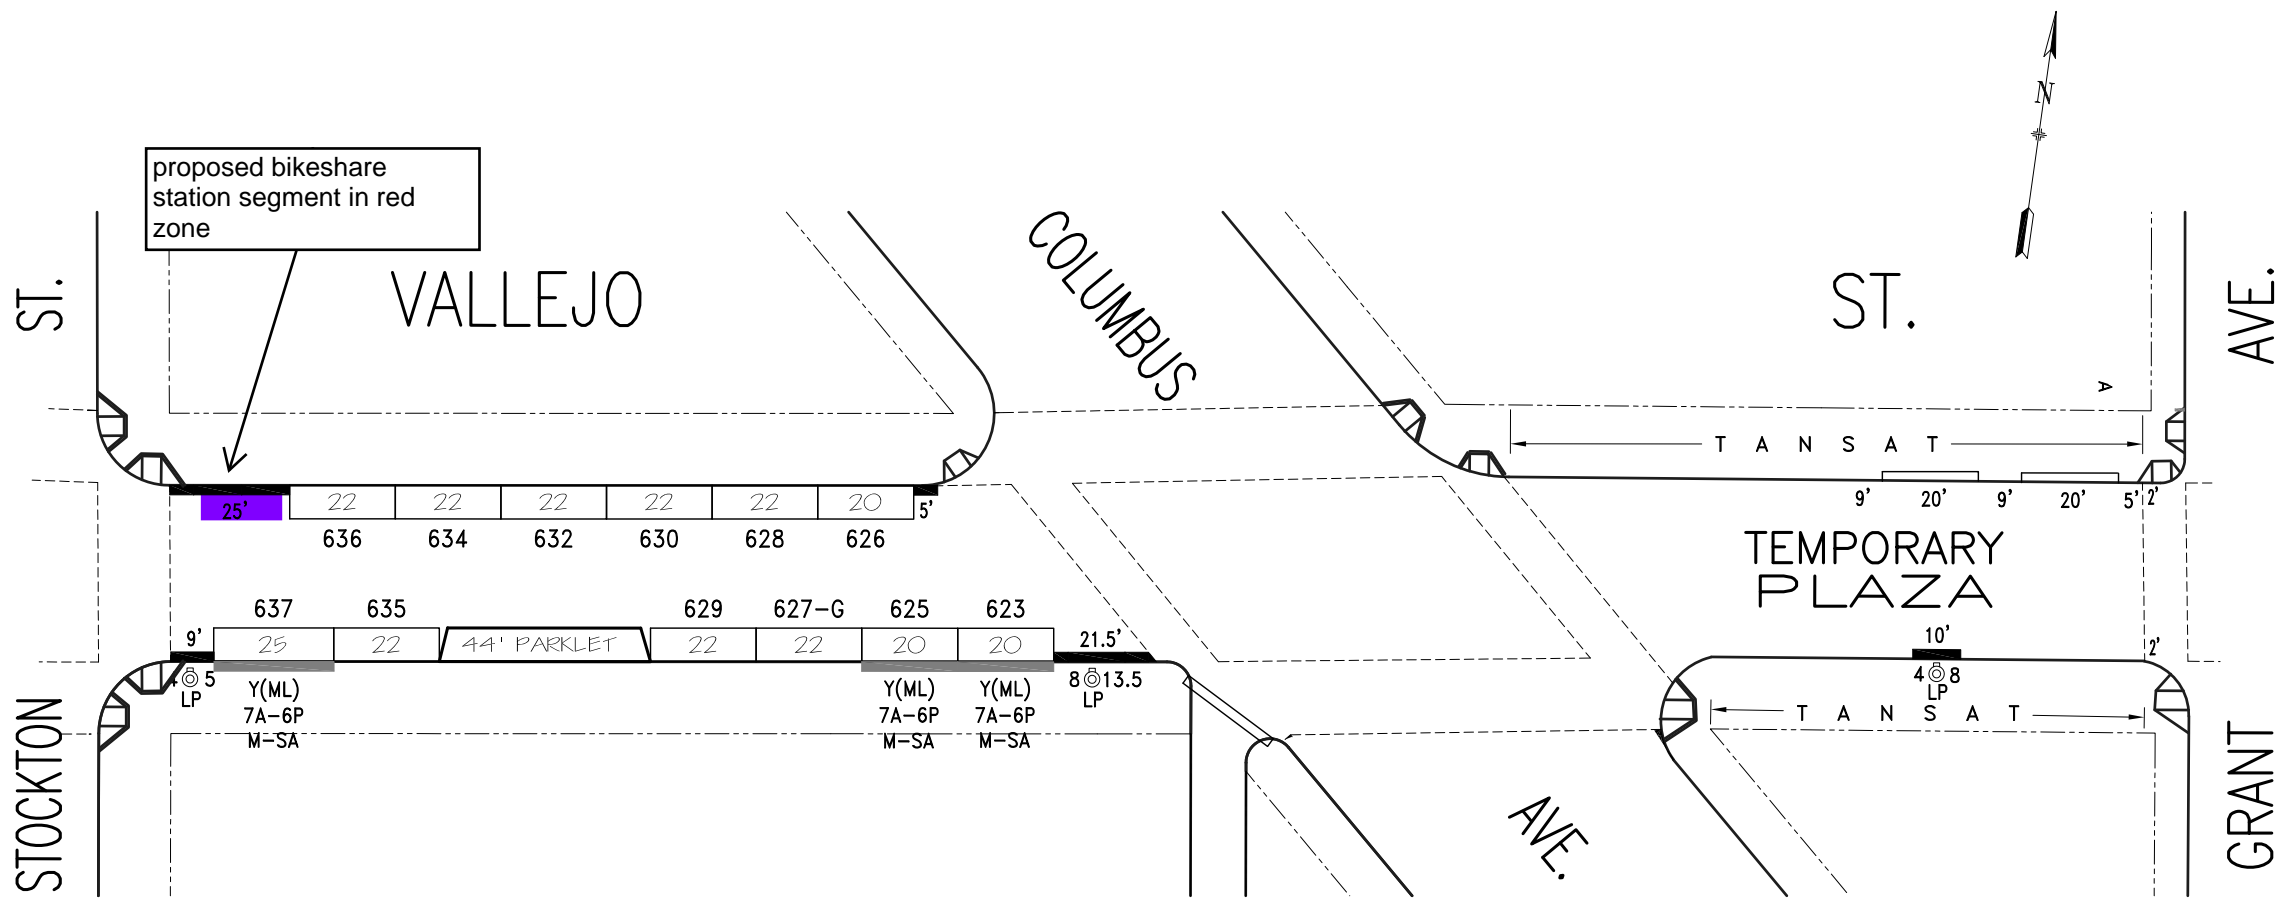 N
proposed bikeshare
station segment in red
zone
ST.
VALLEJO
COLUMBUS
ST.
AVE.
A
T A N S A T
25'
22
22
22
22
22
20
5'
9'
20'
9'
20'
5'
2'
636
634
632
630
628
626
TEMPORARY
PLAZA
637
635
629
627-G
625
623
9'
25
22
44' PARKLET
22
22
20
20
21.5'
10'
2'
4
5
LP
Y(ML)
7A-6P
M-SA
Y(ML)
7A-6P
M-SA
Y(ML)
7A-6P
M-SA
8
13.5
LP
4
8
LP
T A N S A T
STOCKTON
AVE.
GRANT